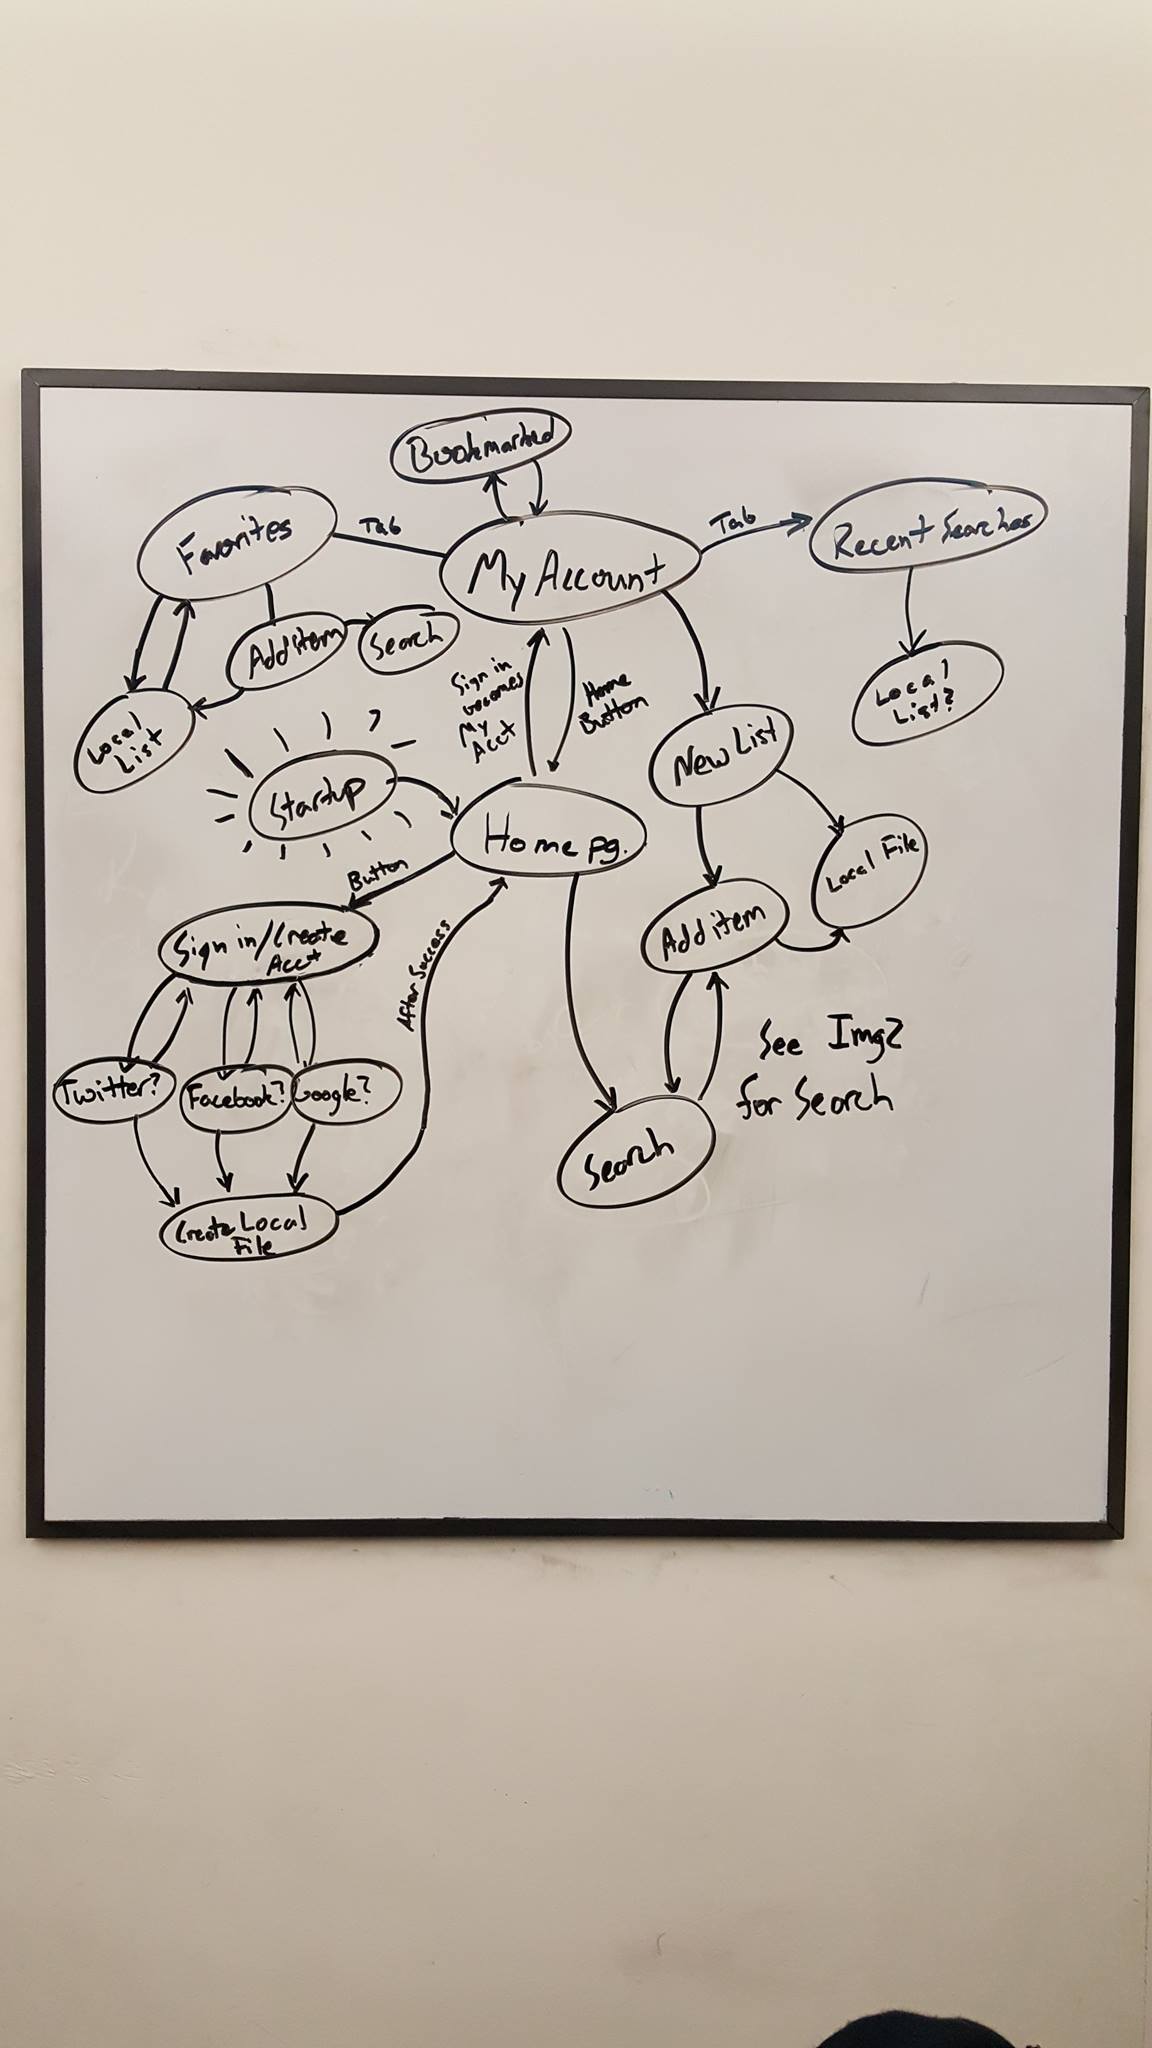 Bookmarked
Favorites
Tab
My Account
Tab
Recent Searches
Add item
Search
Local
List
Sign in
becomes
My
Acct
Home
Button
New List
Local
List?
Startup
Home pg.
Local File
Button
Sign in/Create
Acct
After Success
Add item
Twitter?
Facebook?
Google?
See Img2
for Search
Search
Create Local
File